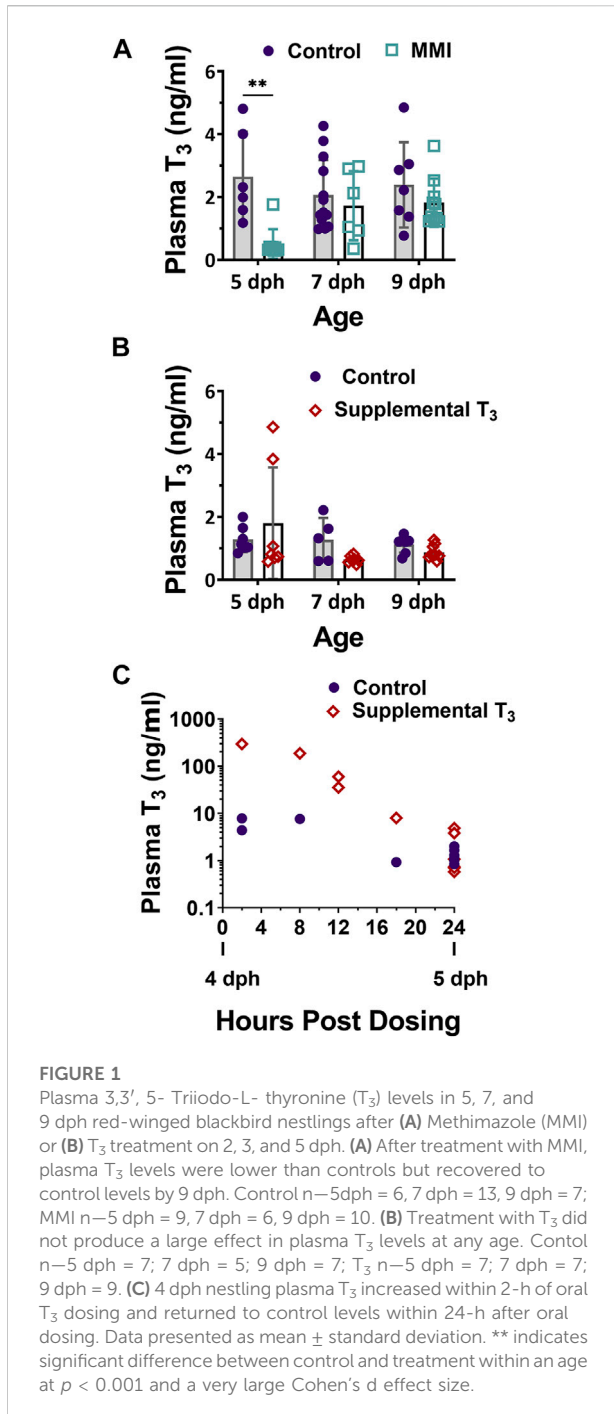 A
Control MMI
**
Plasma T₃ (ng/ml)
6
4
2
0
5 dph 7 dph 9 dph
Age
B
Control
Supplemental T₃
Plasma T₃ (ng/ml)
6
4
2
0
5 dph 7 dph 9 dph
Age
C
Control
Supplemental T₃
Plasma T₃ (ng/ml)
1000
100
10
1
0.1
0 4 8 12 16 20 24
4 dph 5 dph
Hours Post Dosing
FIGURE 1
Plasma 3,3′, 5- Triiodo-L- thyronine (T₃) levels in 5, 7, and
9 dph red-winged blackbird nestlings after (A) Methimazole (MMI)
or (B) T₃ treatment on 2, 3, and 5 dph. (A) After treatment with MMI,
plasma T₃ levels were lower than controls but recovered to
control levels by 9 dph. Control n—5dph = 6, 7 dph = 13, 9 dph = 7;
MMI n—5 dph = 9, 7 dph = 6, 9 dph = 10. (B) Treatment with T₃ did
not produce a large effect in plasma T₃ levels at any age. Contol
n—5 dph = 7; 7 dph = 5; 9 dph = 7; T₃ n—5 dph = 7; 7 dph = 7;
9 dph = 9. (C) 4 dph nestling plasma T₃ increased within 2-h of oral
T₃ dosing and returned to control levels within 24-h after oral
dosing. Data presented as mean ± standard deviation. ** indicates
significant difference between control and treatment within an age
at p < 0.001 and a very large Cohen's d effect size.